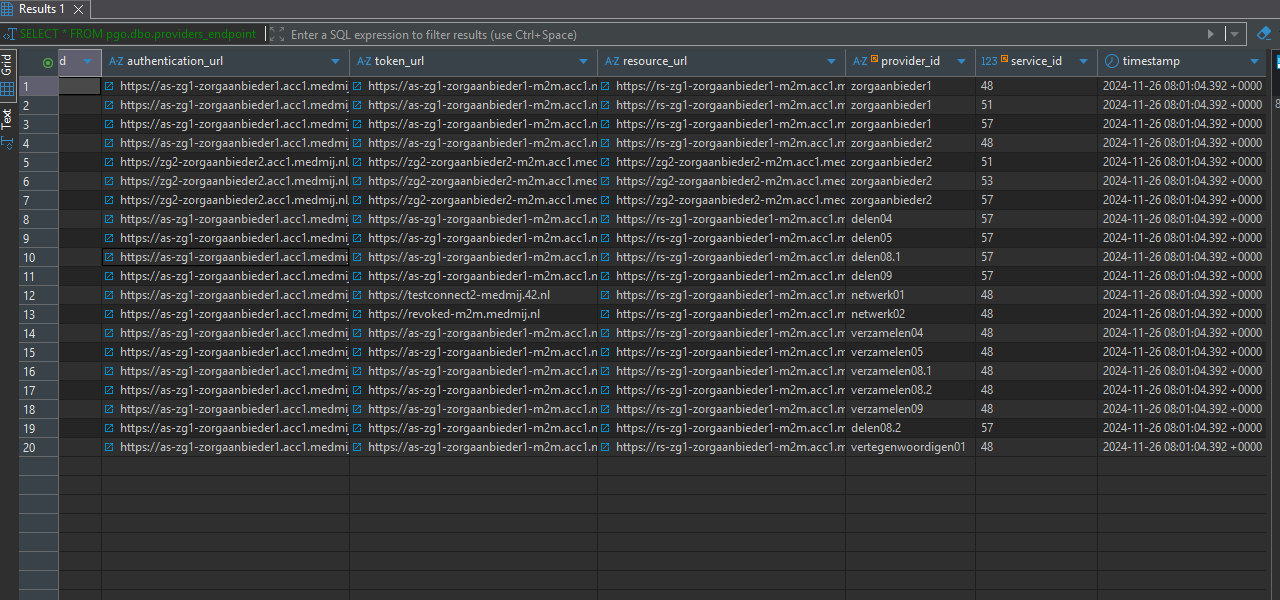 Results 1
SELECT * FROM pgo.dbo.providers_endpoint Enter a SQL expression to filter results (use Ctrl+Space)
Grid
Text
d A-Z authentication_url A-Z token_url A-Z resource_url A-Z provider_id 123 service_id timestamp
1 https://as-zg1-zorgaanbieder1.acc1.medmij https://as-zg1-zorgaanbieder1-m2m.acc1.n https://rs-zg1-zorgaanbieder1-m2m.acc1.m zorgaanbieder1 48 2024-11-26 08:01:04.392 +0000
2 https://as-zg1-zorgaanbieder1.acc1.medmij https://as-zg1-zorgaanbieder1-m2m.acc1.n https://rs-zg1-zorgaanbieder1-m2m.acc1.m zorgaanbieder1 51 2024-11-26 08:01:04.392 +0000
3 https://as-zg1-zorgaanbieder1.acc1.medmij https://as-zg1-zorgaanbieder1-m2m.acc1.n https://rs-zg1-zorgaanbieder1-m2m.acc1.m zorgaanbieder1 57 2024-11-26 08:01:04.392 +0000
4 https://as-zg1-zorgaanbieder1.acc1.medmij https://as-zg1-zorgaanbieder1-m2m.acc1.n https://rs-zg1-zorgaanbieder1-m2m.acc1.m zorgaanbieder2 48 2024-11-26 08:01:04.392 +0000
5 https://zg2-zorgaanbieder2.acc1.medmij.nl, https://zg2-zorgaanbieder2-m2m.acc1.med https://zg2-zorgaanbieder2-m2m.acc1.med zorgaanbieder2 51 2024-11-26 08:01:04.392 +0000
6 https://zg2-zorgaanbieder2.acc1.medmij.nl, https://zg2-zorgaanbieder2-m2m.acc1.med https://zg2-zorgaanbieder2-m2m.acc1.med zorgaanbieder2 53 2024-11-26 08:01:04.392 +0000
7 https://zg2-zorgaanbieder2.acc1.medmij.nl, https://zg2-zorgaanbieder2-m2m.acc1.med https://zg2-zorgaanbieder2-m2m.acc1.med zorgaanbieder2 57 2024-11-26 08:01:04.392 +0000
8 https://as-zg1-zorgaanbieder1.acc1.medmij https://as-zg1-zorgaanbieder1-m2m.acc1.n https://rs-zg1-zorgaanbieder1-m2m.acc1.m delen04 57 2024-11-26 08:01:04.392 +0000
9 https://as-zg1-zorgaanbieder1.acc1.medmij https://as-zg1-zorgaanbieder1-m2m.acc1.n https://rs-zg1-zorgaanbieder1-m2m.acc1.m delen05 57 2024-11-26 08:01:04.392 +0000
10 https://as-zg1-zorgaanbieder1.acc1.medmij https://as-zg1-zorgaanbieder1-m2m.acc1.n https://rs-zg1-zorgaanbieder1-m2m.acc1.m delen08.1 57 2024-11-26 08:01:04.392 +0000
11 https://as-zg1-zorgaanbieder1.acc1.medmij https://as-zg1-zorgaanbieder1-m2m.acc1.n https://rs-zg1-zorgaanbieder1-m2m.acc1.m delen09 57 2024-11-26 08:01:04.392 +0000
12 https://as-zg1-zorgaanbieder1.acc1.medmij https://testconnect2-medmij.42.nl https://rs-zg1-zorgaanbieder1-m2m.acc1.m netwerk01 48 2024-11-26 08:01:04.392 +0000
13 https://as-zg1-zorgaanbieder1.acc1.medmij https://revoked-m2m.medmij.nl https://rs-zg1-zorgaanbieder1-m2m.acc1.m netwerk02 48 2024-11-26 08:01:04.392 +0000
14 https://as-zg1-zorgaanbieder1.acc1.medmij https://as-zg1-zorgaanbieder1-m2m.acc1.n https://rs-zg1-zorgaanbieder1-m2m.acc1.m verzamelen04 48 2024-11-26 08:01:04.392 +0000
15 https://as-zg1-zorgaanbieder1.acc1.medmij https://as-zg1-zorgaanbieder1-m2m.acc1.n https://rs-zg1-zorgaanbieder1-m2m.acc1.m verzamelen05 48 2024-11-26 08:01:04.392 +0000
16 https://as-zg1-zorgaanbieder1.acc1.medmij https://as-zg1-zorgaanbieder1-m2m.acc1.n https://rs-zg1-zorgaanbieder1-m2m.acc1.m verzamelen08.1 48 2024-11-26 08:01:04.392 +0000
17 https://as-zg1-zorgaanbieder1.acc1.medmij https://as-zg1-zorgaanbieder1-m2m.acc1.n https://rs-zg1-zorgaanbieder1-m2m.acc1.m verzamelen08.2 48 2024-11-26 08:01:04.392 +0000
18 https://as-zg1-zorgaanbieder1.acc1.medmij https://as-zg1-zorgaanbieder1-m2m.acc1.n https://rs-zg1-zorgaanbieder1-m2m.acc1.m verzamelen09 48 2024-11-26 08:01:04.392 +0000
19 https://as-zg1-zorgaanbieder1.acc1.medmij https://as-zg1-zorgaanbieder1-m2m.acc1.n https://rs-zg1-zorgaanbieder1-m2m.acc1.m delen08.2 57 2024-11-26 08:01:04.392 +0000
20 https://as-zg1-zorgaanbieder1.acc1.medmij https://as-zg1-zorgaanbieder1-m2m.acc1.n https://rs-zg1-zorgaanbieder1-m2m.acc1.m vertegenwoordigen01 48 2024-11-26 08:01:04.392 +0000